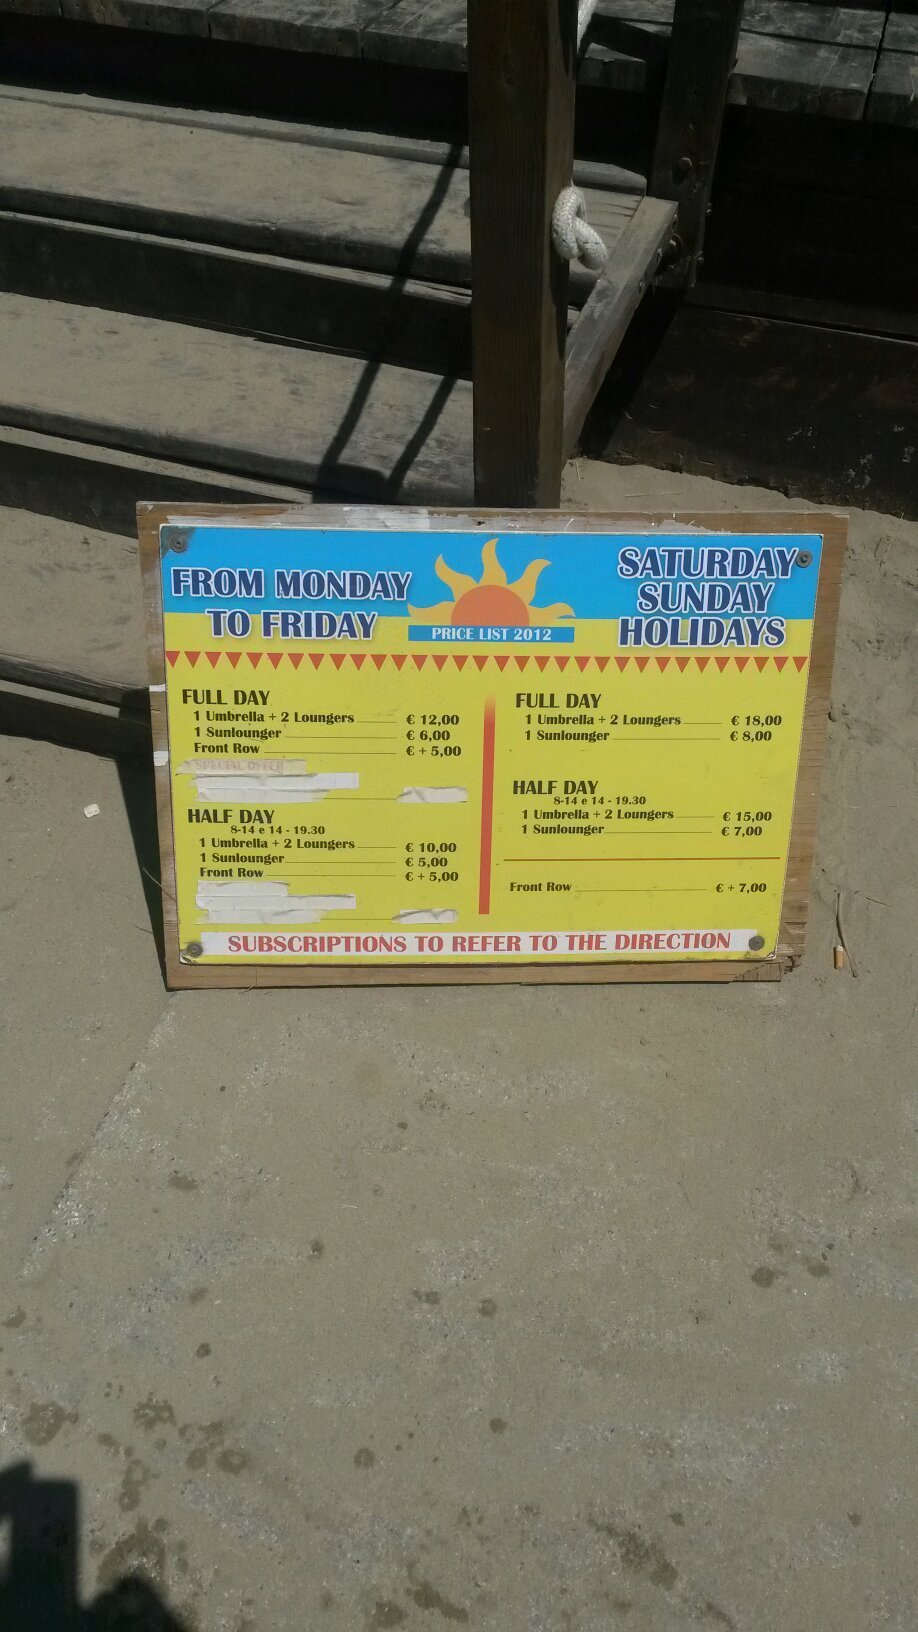 FROM MONDAY
TO FRIDAY
PRICE LIST 2012
SATURDAY
SUNDAY
HOLIDAYS
FULL DAY
1 Umbrella + 2 Loungers € 12,00
1 Sunlounger € 6,00
Front Row € + 5,00
SPECIAL OFFER
HALF DAY
8-14 e 14 - 19.30
1 Umbrella + 2 Loungers € 10,00
1 Sunlounger € 5,00
Front Row € + 5,00
FULL DAY
1 Umbrella + 2 Loungers € 18,00
1 Sunlounger € 8,00
HALF DAY
8-14 e 14 - 19.30
1 Umbrella + 2 Loungers € 15,00
1 Sunlounger € 7,00
Front Row € + 7,00
SUBSCRIPTIONS TO REFER TO THE DIRECTION